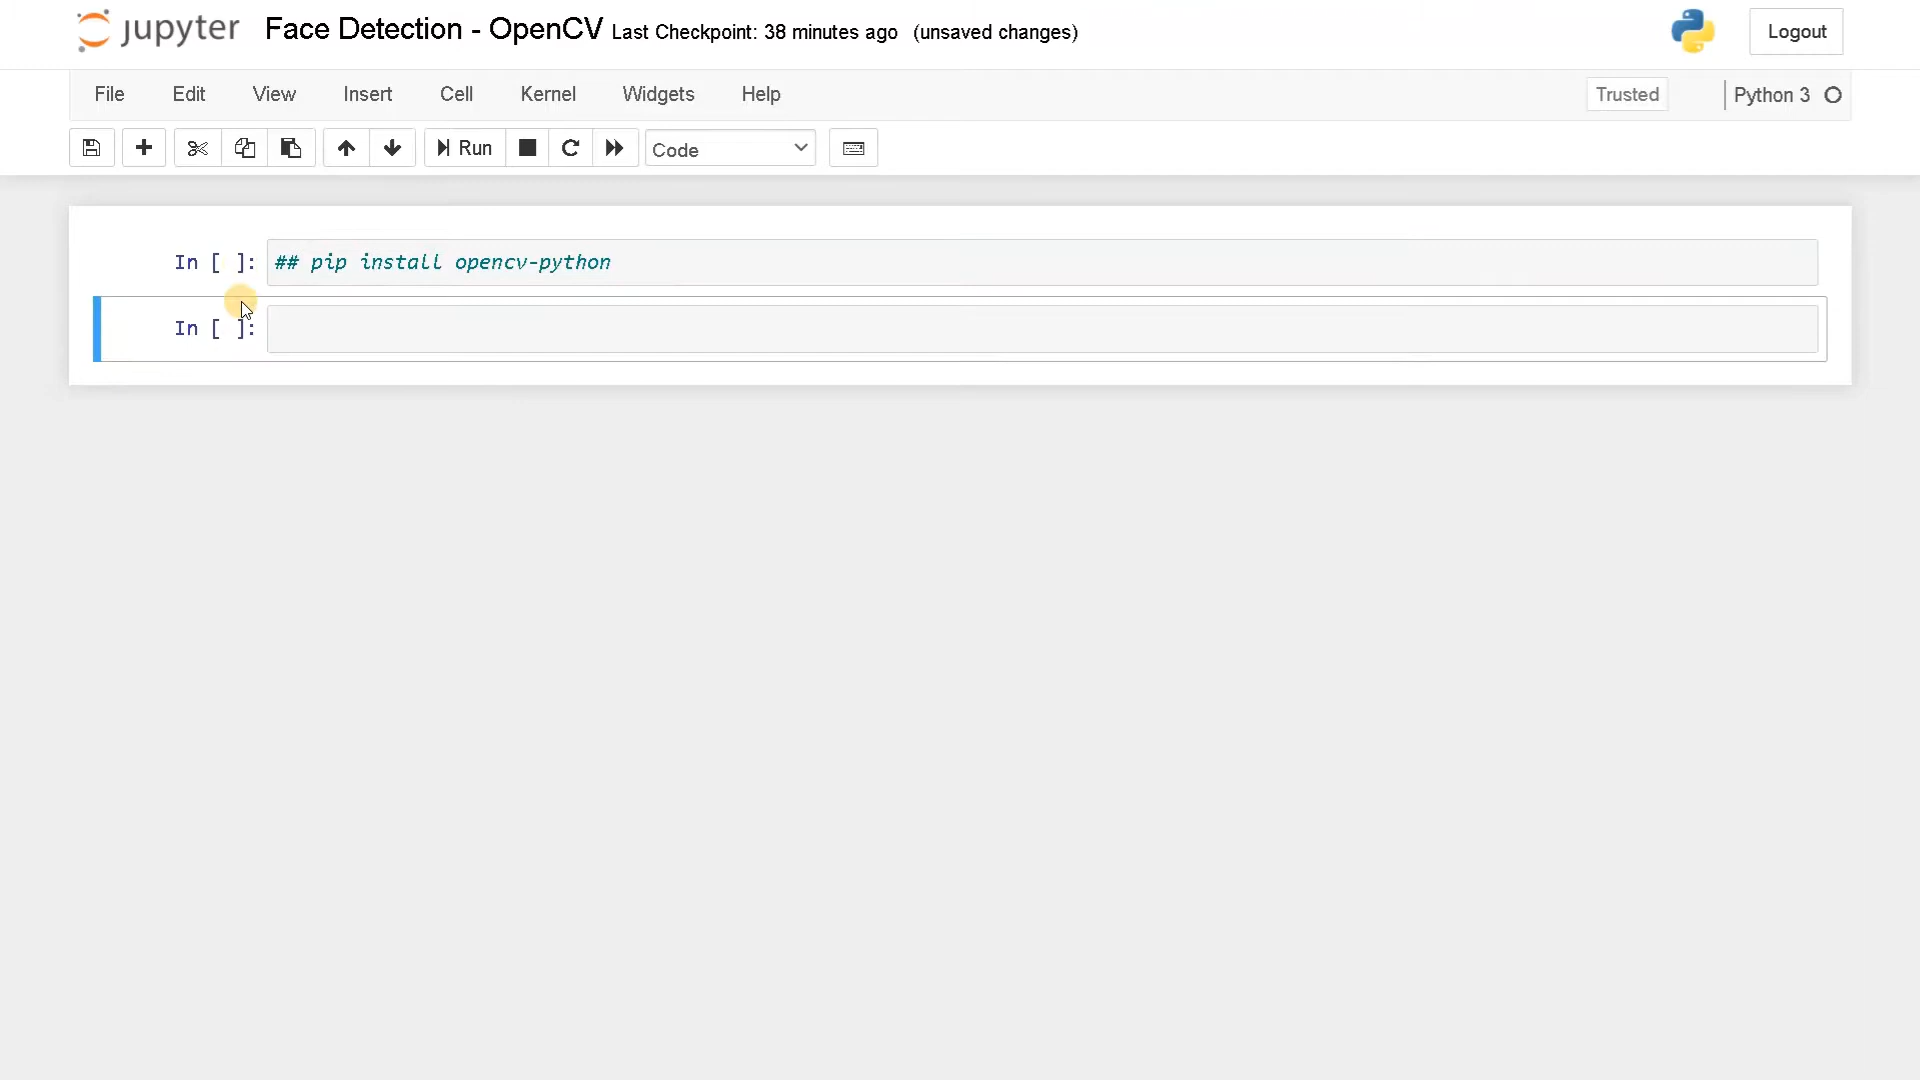 jupyter Face Detection - OpenCV Last Checkpoint: 38 minutes ago (unsaved changes) Logout
File Edit View Insert Cell Kernel Widgets Help Trusted Python 3
Run Code
In [ ]: ## pip install opencv-python
In [ ]: